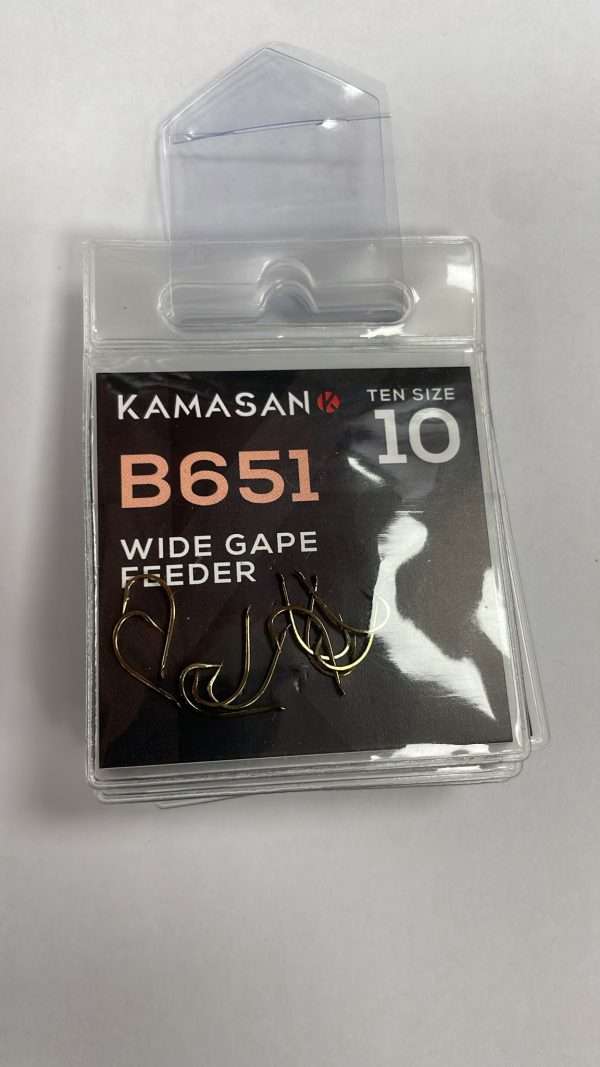 KAMASAN K
TEN SIZE
10
B651
WIDE GAPE
FEEDER